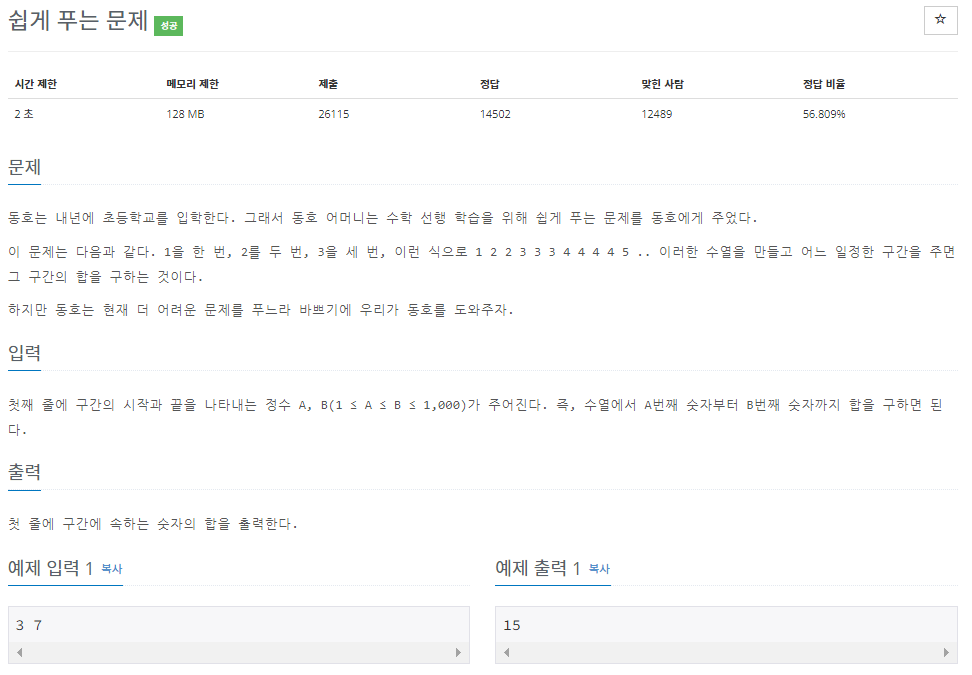 쉽게 푸는 문제 성공
☆
시간 제한 메모리 제한 제출 정답 맞힌 사람 정답 비율
2 초 128 MB 26115 14502 12489 56.809%
문제
동호는 내년에 초등학교를 입학한다. 그래서 동호 어머니는 수학 선행 학습을 위해 쉽게 푸는 문제를 동호에게 주었다.
이 문제는 다음과 같다. 1을 한 번, 2를 두 번, 3을 세 번, 이런 식으로 1 2 2 3 3 3 4 4 4 4 5 .. 이러한 수열을 만들고 어느 일정한 구간을 주면
그 구간의 합을 구하는 것이다.
하지만 동호는 현재 더 어려운 문제를 푸느라 바쁘기에 우리가 동호를 도와주자.
입력
첫째 줄에 구간의 시작과 끝을 나타내는 정수 A, B(1 ≤ A ≤ B ≤ 1,000)가 주어진다. 즉, 수열에서 A번째 숫자부터 B번째 숫자까지 합을 구하면 된
다.
출력
첫 줄에 구간에 속하는 숫자의 합을 출력한다.
예제 입력 1 복사
3 7
예제 출력 1 복사
15